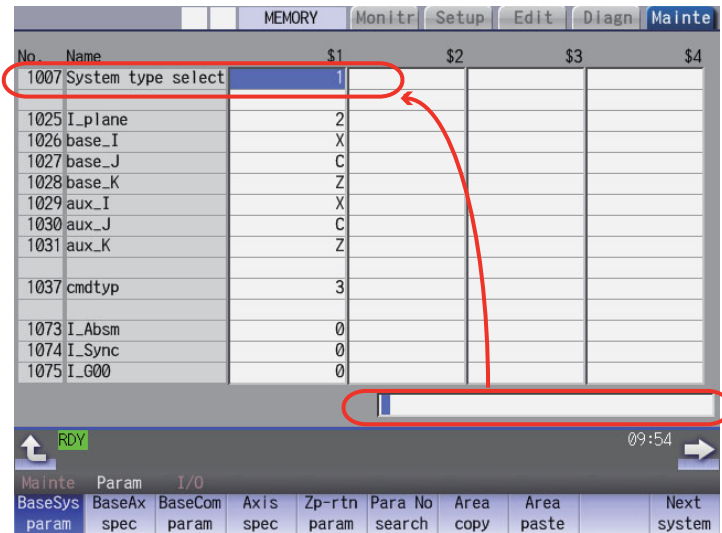 MEMORY Monitr Setup Edit Diagn Mainte
No. Name $1 $2 $3 $4
1007 System type select 1
1025 I_plane 2
1026 base_I X
1027 base_J C
1028 base_K Z
1029 aux_I X
1030 aux_J C
1031 aux_K Z
1037 cmdtyp 3
1073 I_Absm 0
1074 I_Sync 0
1075 I_G00 0
RDY 09:54
Mainte Param I/O
BaseSys BaseAx BaseCom Axis Zp-rtn Para No Area Area Next
param spec param spec param search copy paste system